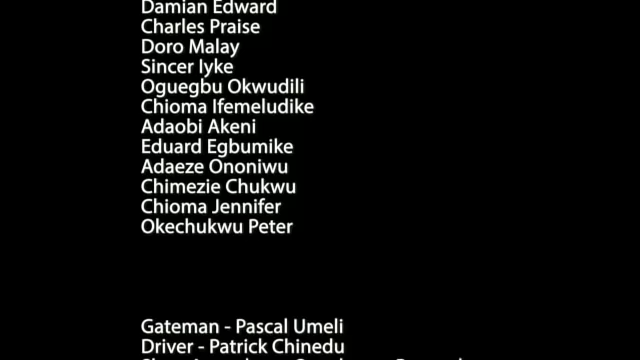 Damian Edward
Charles Praise
Doro Malay
Sincer Iyke
Oguegbu Okwudili
Chioma Ifemeludike
Adaobi Akeni
Eduard Egbumike
Adaeze Ononiwu
Chimezie Chukwu
Chioma Jennifer
Okechukwu Peter
Gateman - Pascal Umeli
Driver - Patrick Chinedu